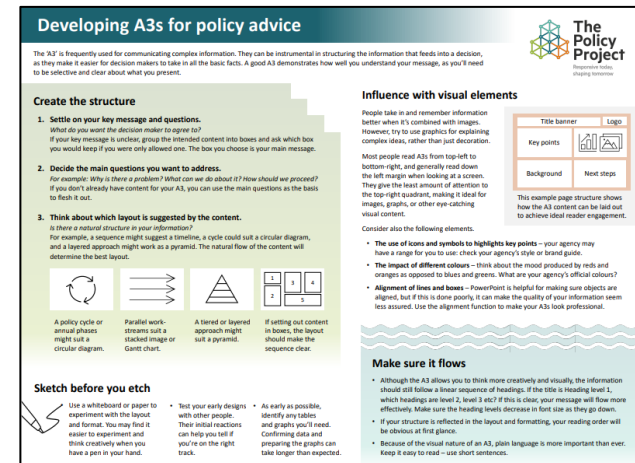 Developing A3s for policy advice
The Policy Project
Responsive today, shaping tomorrow
The 'A3' is frequently used for communicating complex information. They can be instrumental in structuring the information that feeds into a decision,
as they make it easier for decision makers to take in all the basic facts. A good A3 demonstrates how well you understand your message, as you'll need
to be selective and clear about what you present.
Create the structure
1. Settle on your key message and questions.
What do you want the decision maker to agree to?
If your key message is unclear, group the intended content into boxes and ask which box
you would keep if you were only allowed one. The box you choose is your main message.
2. Decide the main questions you want to address.
For example: Why is there a problem? What can we do about it? How should we proceed?
If you don't already have content for your A3, you can use the main questions as the basis
to flesh it out.
3. Think about which layout is suggested by the content.
Is there a natural structure in your information?
For example, a sequence might suggest a timeline, a cycle could suit a circular diagram,
and a layered approach might work as a pyramid. The natural flow of the content will
determine the best layout.
1
2
3
4
5
A policy cycle or
annual phases
might suit a
circular diagram.
Parallel work-
streams suit a
stacked image or
Gantt chart.
A tiered or layered
approach might
suit a pyramid.
If setting out content
in boxes, the layout
should make the
sequence clear.
Sketch before you etch
• Use a whiteboard or paper to
experiment with the layout
and format. You may find it
easier to experiment and
think creatively when you
have a pen in your hand.
• Test your early designs
with other people.
Their initial reactions
can help you tell if
you're on the right
track.
• As early as possible,
identify any tables
and graphs you'll need.
Confirming data and
preparing the graphs can
take longer than expected.
Influence with visual elements
People take in and remember information
better when it's combined with images.
However, try to use graphics for explaining
complex ideas, rather than just decoration.
Most people read A3s from top-left to
bottom-right, and generally read down
the left margin when looking at a screen.
They give the least amount of attention to
the top-right quadrant, making it ideal for
images, graphs, or other eye-catching
visual content.
Title banner
Logo
Key points
Background
Next steps
This example page structure shows
how the A3 content can be laid out
to achieve ideal reader engagement.
Consider also the following elements.
• The use of icons and symbols to highlights key points – your agency may
have a range for you to use: check your agency's style or brand guide.
• The impact of different colours – think about the mood produced by reds and
oranges as opposed to blues and greens. What are your agency's official colours?
• Alignment of lines and boxes – PowerPoint is helpful for making sure objects are
aligned, but if this is done poorly, it can make the quality of your information seem
less assured. Use the alignment function to make your A3s look professional.
Make sure it flows
• Although the A3 allows you to think more creatively and visually, the information
should still follow a linear sequence of headings. If the title is Heading level 1,
which headings are level 2, level 3 etc? If this is clear, your message will flow more
effectively. Make sure the headings decrease in font size as they go down.
• If your structure is reflected in the layout and formatting, your reading order will
be obvious at first glance.
• Because of the visual nature of an A3, plain language is more important than ever.
Keep it easy to read – use short sentences.